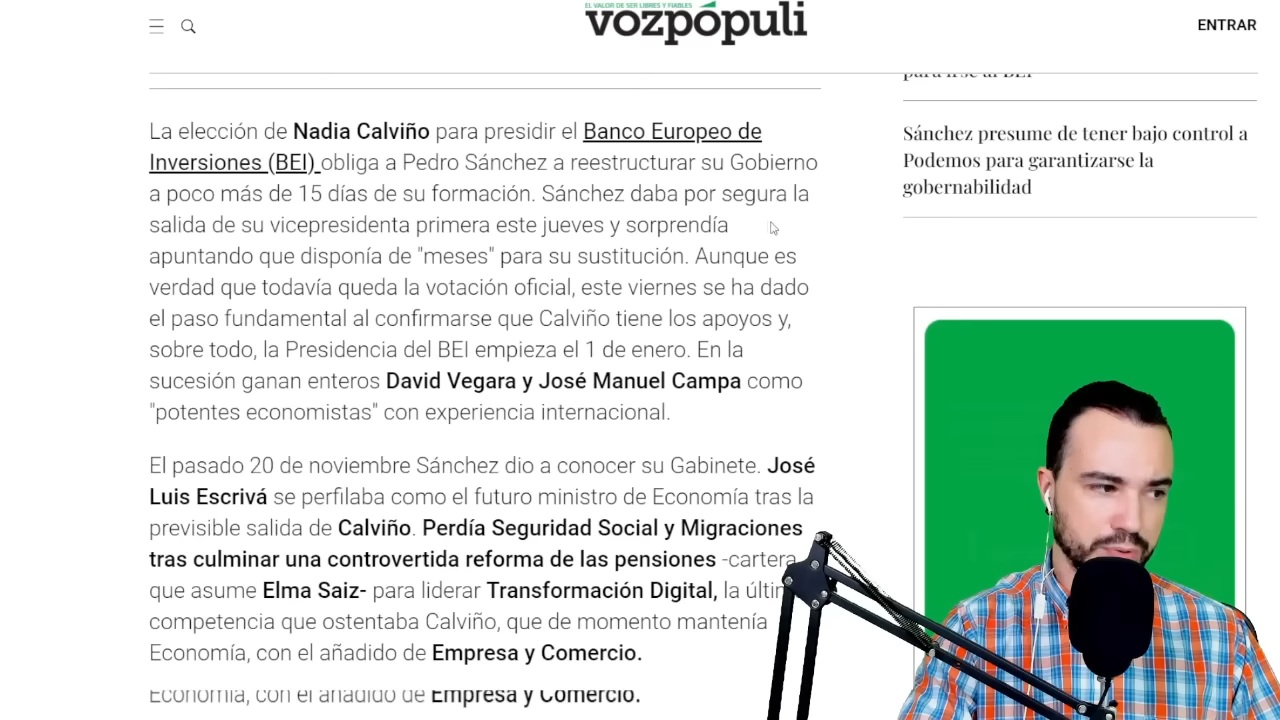 EL VALOR DE SER LIBRES Y FIABLES
vozpópuli
ENTRAR
La elección de Nadia Calviño para presidir el Banco Europeo de
Inversiones (BEI) obliga a Pedro Sánchez a reestructurar su Gobierno
a poco más de 15 días de su formación. Sánchez daba por segura la
salida de su vicepresidenta primera este jueves y sorprendía
apuntando que disponía de "meses" para su sustitución. Aunque es
verdad que todavía queda la votación oficial, este viernes se ha dado
el paso fundamental al confirmarse que Calviño tiene los apoyos y,
sobre todo, la Presidencia del BEI empieza el 1 de enero. En la
sucesión ganan enteros David Vegara y José Manuel Campa como
"potentes economistas" con experiencia internacional.
El pasado 20 de noviembre Sánchez dio a conocer su Gabinete. José
Luis Escrivá se perfilaba como el futuro ministro de Economía tras la
previsible salida de Calviño. Perdía Seguridad Social y Migraciones
tras culminar una controvertida reforma de las pensiones -cartera
que asume Elma Saiz- para liderar Transformación Digital, la últim
competencia que ostentaba Calviño, que de momento mantenía
Economía, con el añadido de Empresa y Comercio.
Economía, con el añadido de Empresa y Comercio.
para irse al BEI
Sánchez presume de tener bajo control a
Podemos para garantizarse la
gobernabilidad